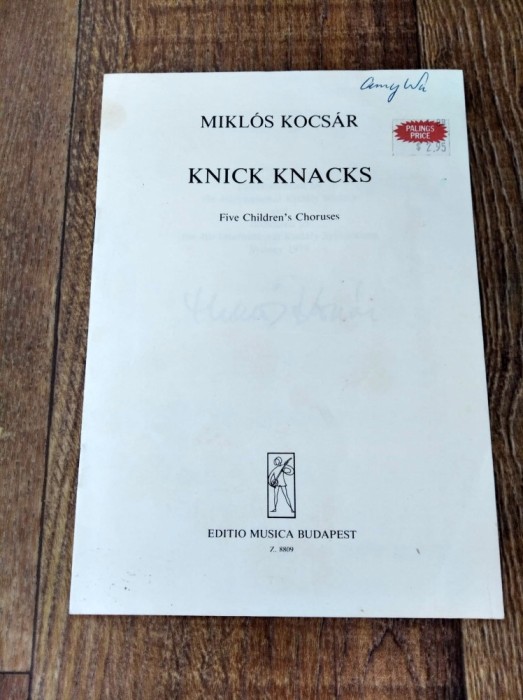 Amy Wu
MIKLÓS KOCSÁR
PALINGS
PRICE
$ 2.95
KNICK KNACKS
Five Children's Choruses
EDITIO MUSICA BUDAPEST
Z. 8809